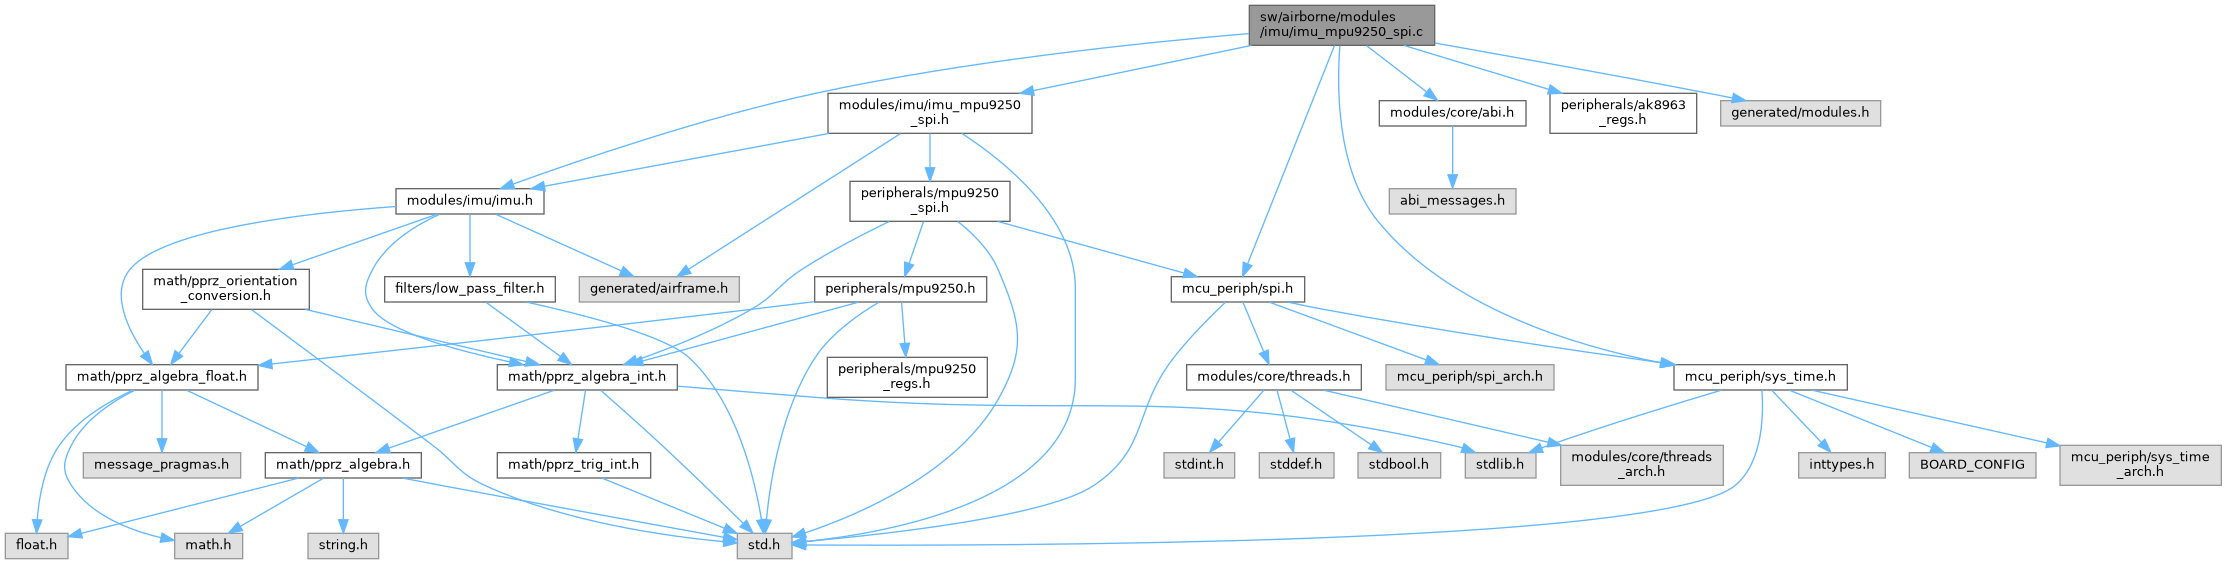 sw/airborne/modules
/imu/imu_mpu9250_spi.c
modules/imu/imu_mpu9250
_spi.h
modules/core/abi.h
peripherals/ak8963
_regs.h
generated/modules.h
modules/imu/imu.h
peripherals/mpu9250
_spi.h
abi_messages.h
math/pprz_orientation
_conversion.h
filters/low_pass_filter.h
generated/airframe.h
peripherals/mpu9250.h
mcu_periph/spi.h
math/pprz_algebra_float.h
math/pprz_algebra_int.h
peripherals/mpu9250
_regs.h
modules/core/threads.h
mcu_periph/spi_arch.h
mcu_periph/sys_time.h
message_pragmas.h
math/pprz_algebra.h
math/pprz_trig_int.h
stdint.h
stddef.h
stdbool.h
stdlib.h
modules/core/threads
_arch.h
inttypes.h
BOARD_CONFIG
mcu_periph/sys_time
_arch.h
float.h
math.h
string.h
std.h